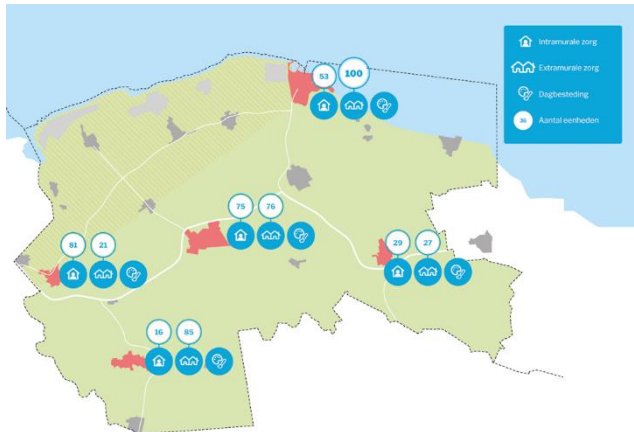 Intramurale zorg
Extramurale zorg
Dagbesteding
36 Aantal eenheden
53 100
75 76
81 21
29 27
16 85